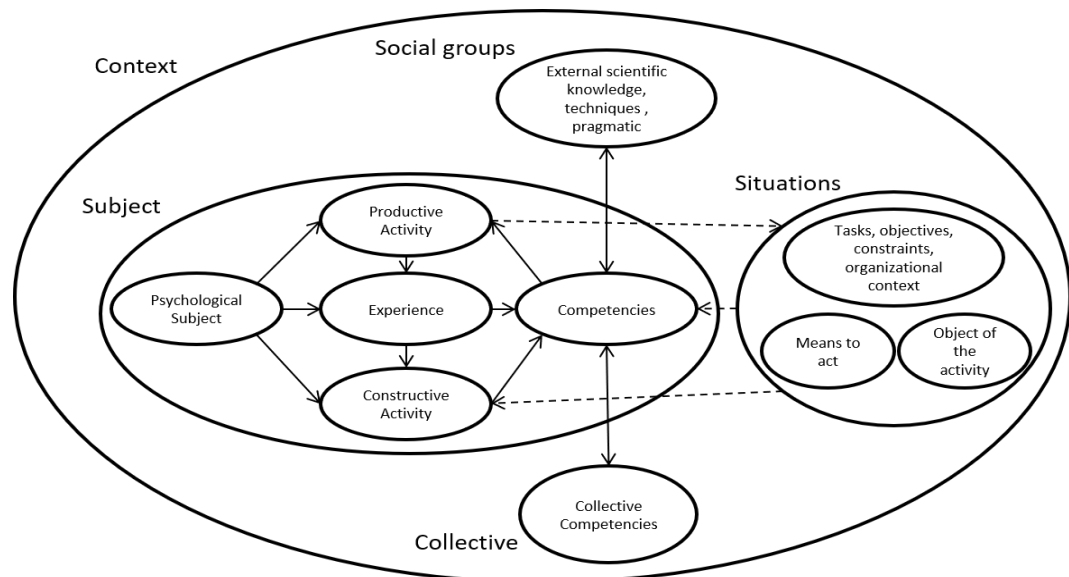 Social groups
Context
External scientific
knowledge,
techniques ,
pragmatic
Subject
Situations
Productive
Activity
Tasks, objectives,
constraints,
organizational
context
Psychological
Subject
Experience
Competencies
Means to
act
Object of
the
activity
Constructive
Activity
Collective
Competencies
Collective